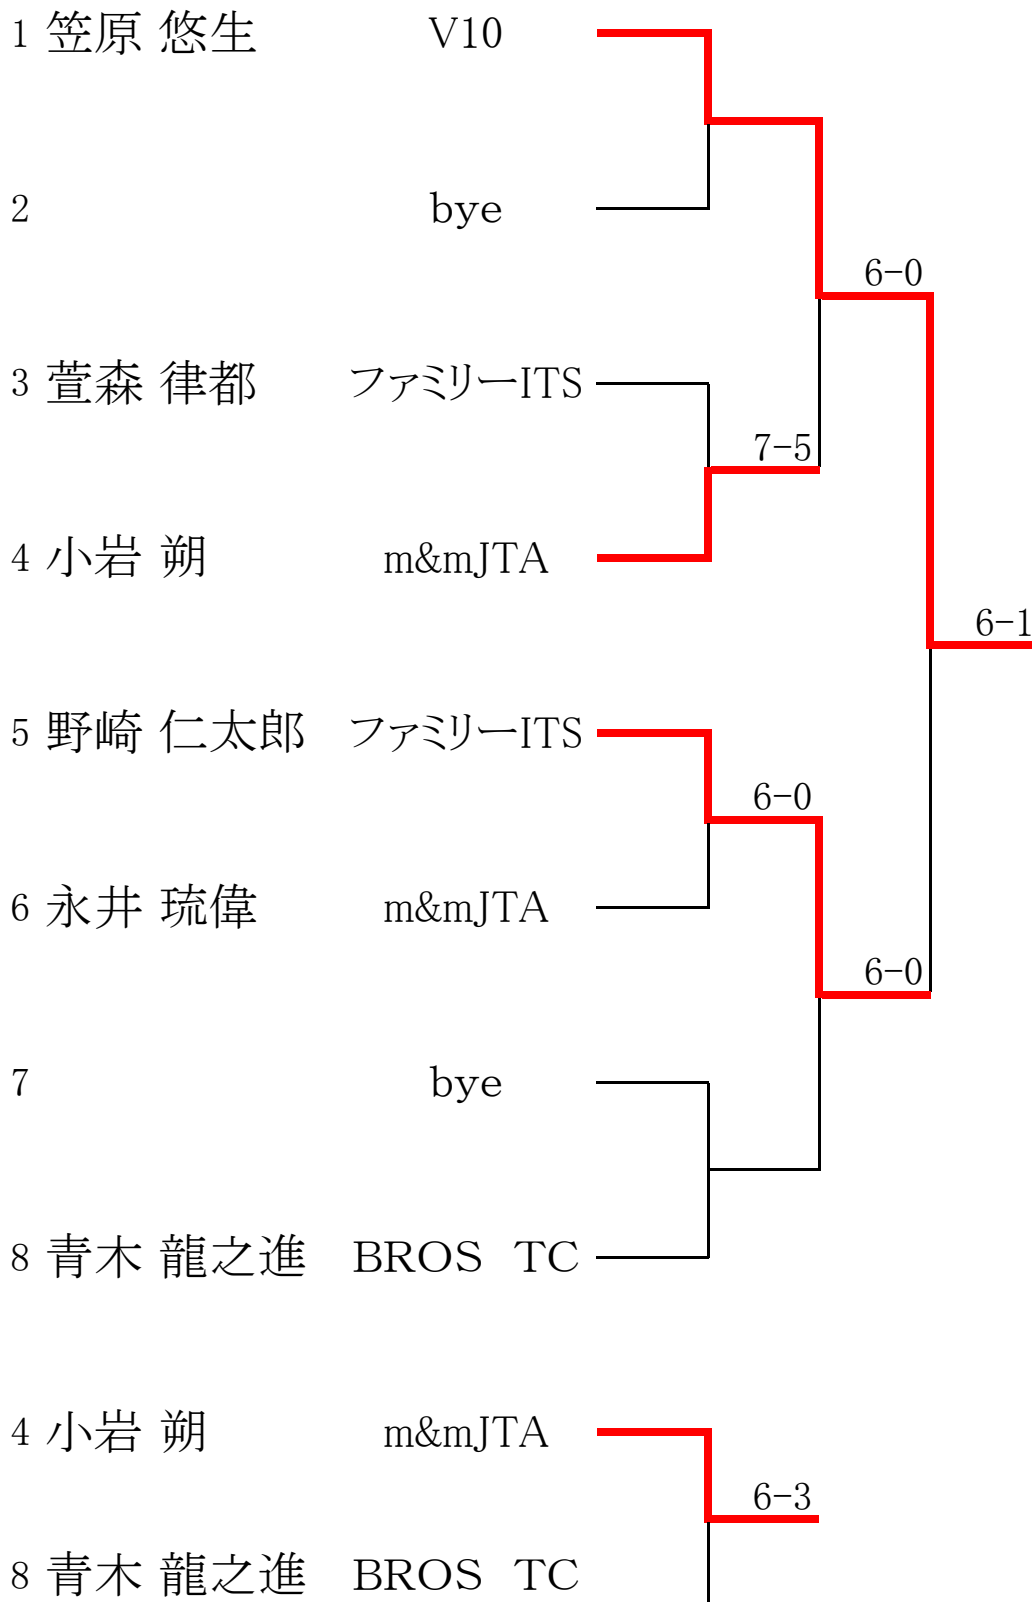 1 笠原 悠生 V10
2 bye
6-0
3 萱森 律都 ファミリーITS
7-5
4 小岩 朔 m&mJTA
6-1
5 野崎 仁太郎 ファミリーITS
6-0
6 永井 琉偉 m&mJTA
6-0
7 bye
8 青木 龍之進 BROS TC
4 小岩 朔 m&mJTA
6-3
8 青木 龍之進 BROS TC